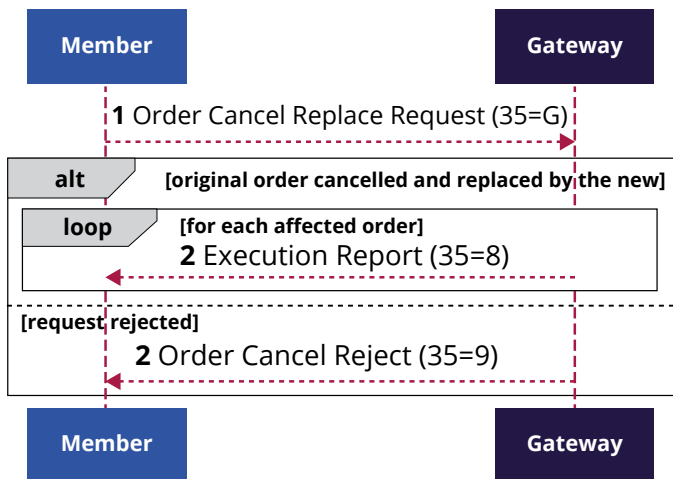 Member
Gateway
1 Order Cancel Replace Request (35=G)
alt
[original order cancelled and replaced by the new]
loop
[for each affected order]
2 Execution Report (35=8)
[request rejected]
2 Order Cancel Reject (35=9)
Member
Gateway